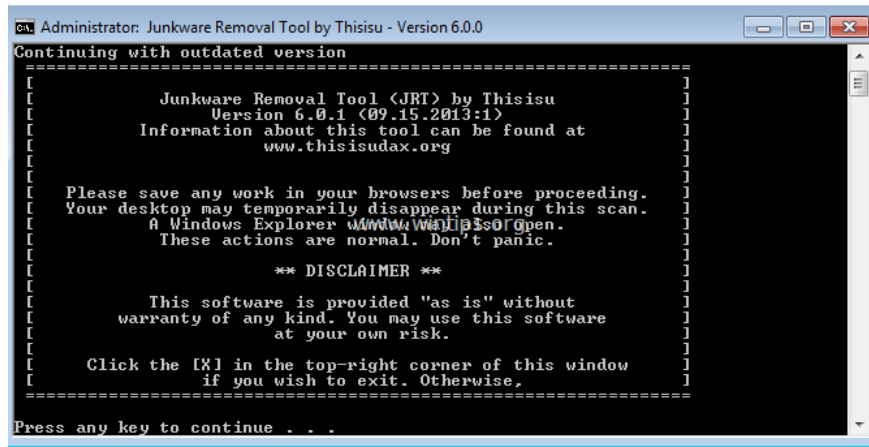 Administrator: Junkware Removal Tool by Thisisu - Version 6.0.0
Continuing with outdated version
Junkware Removal Tool (JRT) by Thisisu
Version 6.0.1 (09.15.2013:1)
Information about this tool can be found at
www.thisisudax.org
Please save any work in your browsers before proceeding.
Your desktop may temporarily disappear during this scan.
A Windows Explorer window may also open.
www.wintips.org
These actions are normal. Don't panic.
** DISCLAIMER **
This software is provided "as is" without
warranty of any kind. You may use this software
at your own risk.
Click the [X] in the top-right corner of this window
if you wish to exit. Otherwise,
Press any key to continue . . .